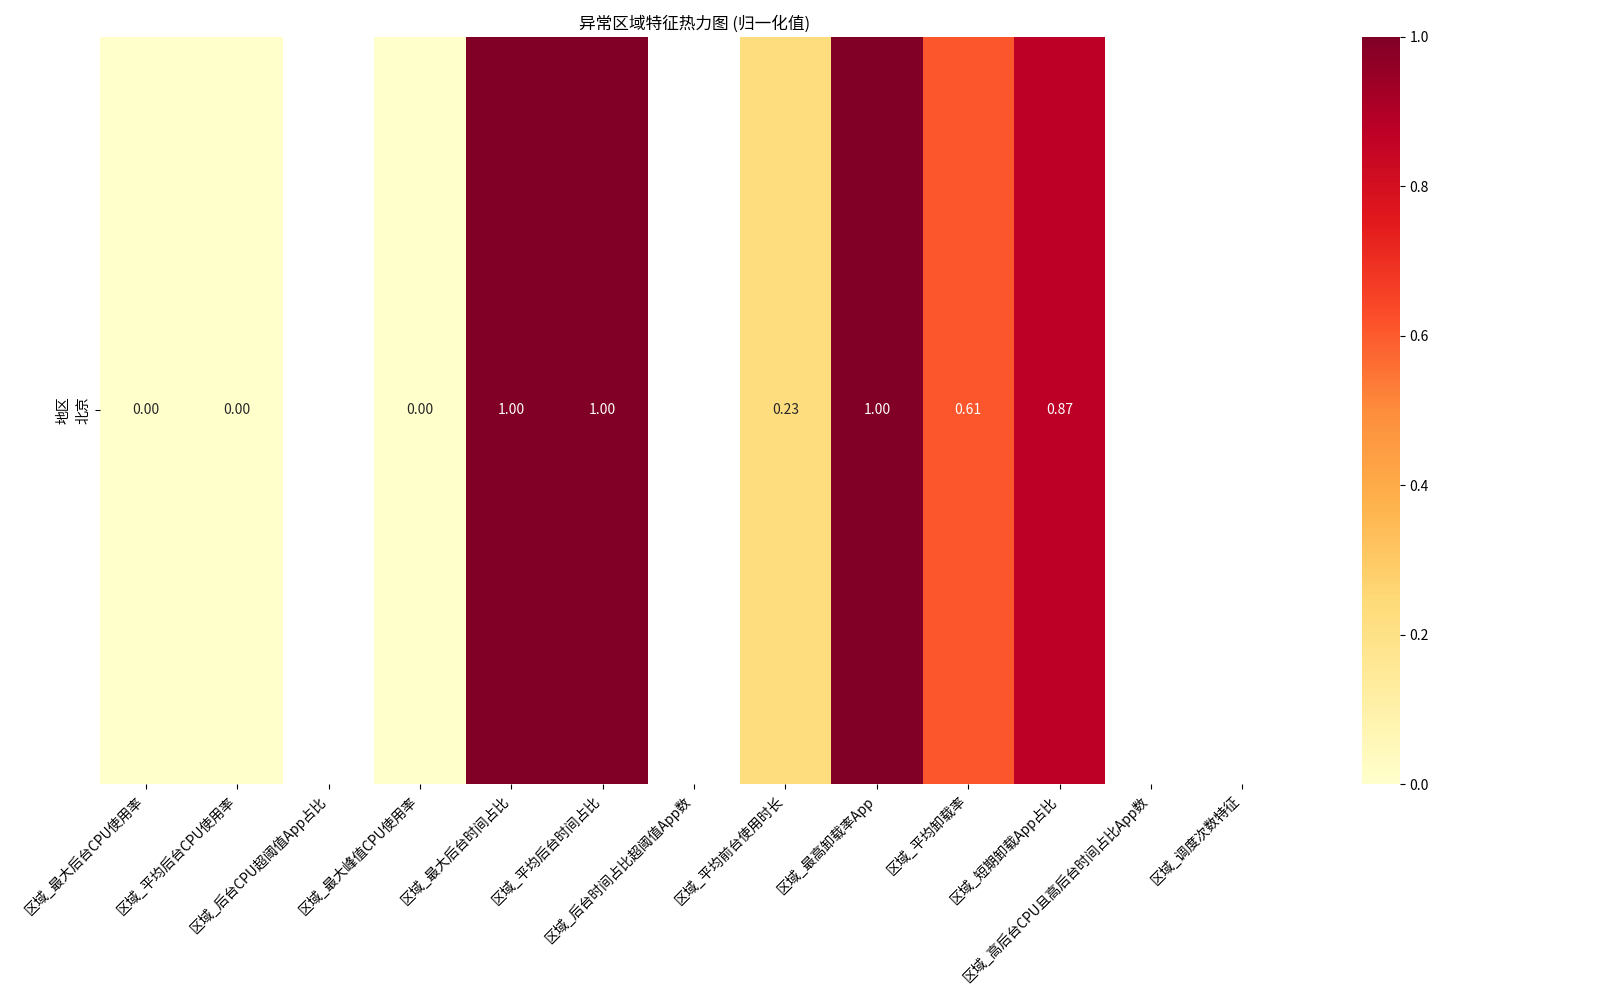 异常区域特征热力图 (归一化值)
地区
北京
0.00
0.00
0.00
1.00
1.00
0.23
1.00
0.61
0.87
1.0
0.8
0.6
0.4
0.2
0.0
区域_最大后台CPU使用率
区域_平均后台CPU使用率
区域_后台CPU超阈值App占比
区域_最大峰值CPU使用率
区域_最大后台时间占比
区域_平均后台时间占比
区域_后台时间占比超阈值App数
区域_平均前台使用时长
区域_最高卸载率App
区域_平均卸载率
区域_短期卸载App占比
区域_高后台CPU且高后台时间占比App数
区域_调度次数特征